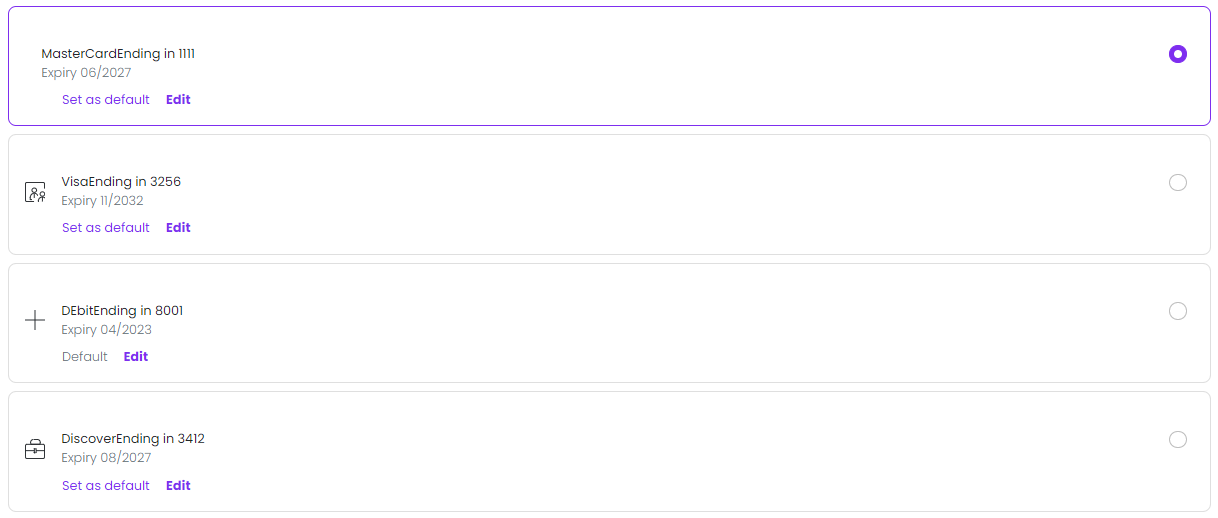 MasterCardEnding in 1111
Expiry 06/2027
Set as default Edit
VisaEnding in 3256
Expiry 11/2032
Set as default Edit
DEbitEnding in 8001
Expiry 04/2023
Default Edit
DiscoverEnding in 3412
Expiry 08/2027
Set as default Edit